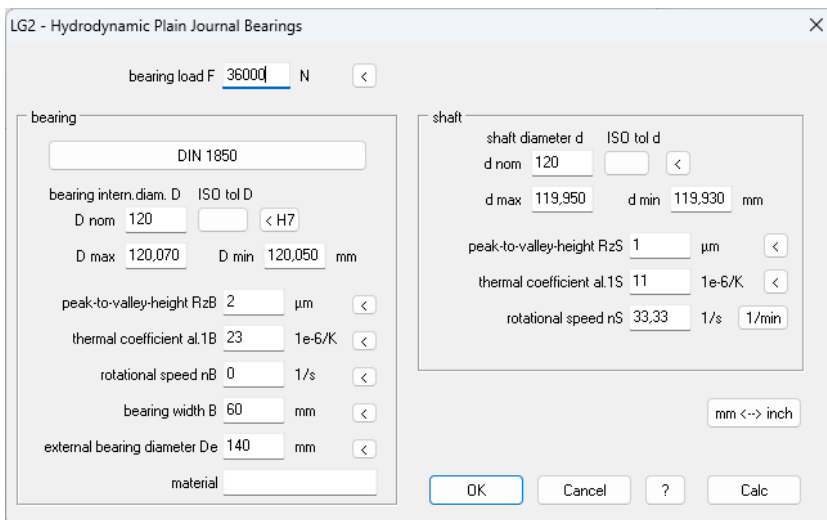 LG2 - Hydrodynamic Plain Journal Bearings
bearing load F 36000 N <
bearing
DIN 1850
bearing intern.diam. D ISO tol D
D nom 120 < H7
D max 120,070 D min 120,050 mm
peak-to-valley-height RzB 2 µm <
thermal coefficient al.1B 23 1e-6/K <
rotational speed nB 0 1/s <
bearing width B 60 mm <
external bearing diameter De 140 mm <
material
shaft
shaft diameter d ISO tol d
d nom 120 <
d max 119,950 d min 119,930 mm
peak-to-valley-height RzS 1 µm <
thermal coefficient al.1S 11 1e-6/K <
rotational speed nS 33,33 1/s 1/min
mm <--> inch
OK Cancel ? Calc